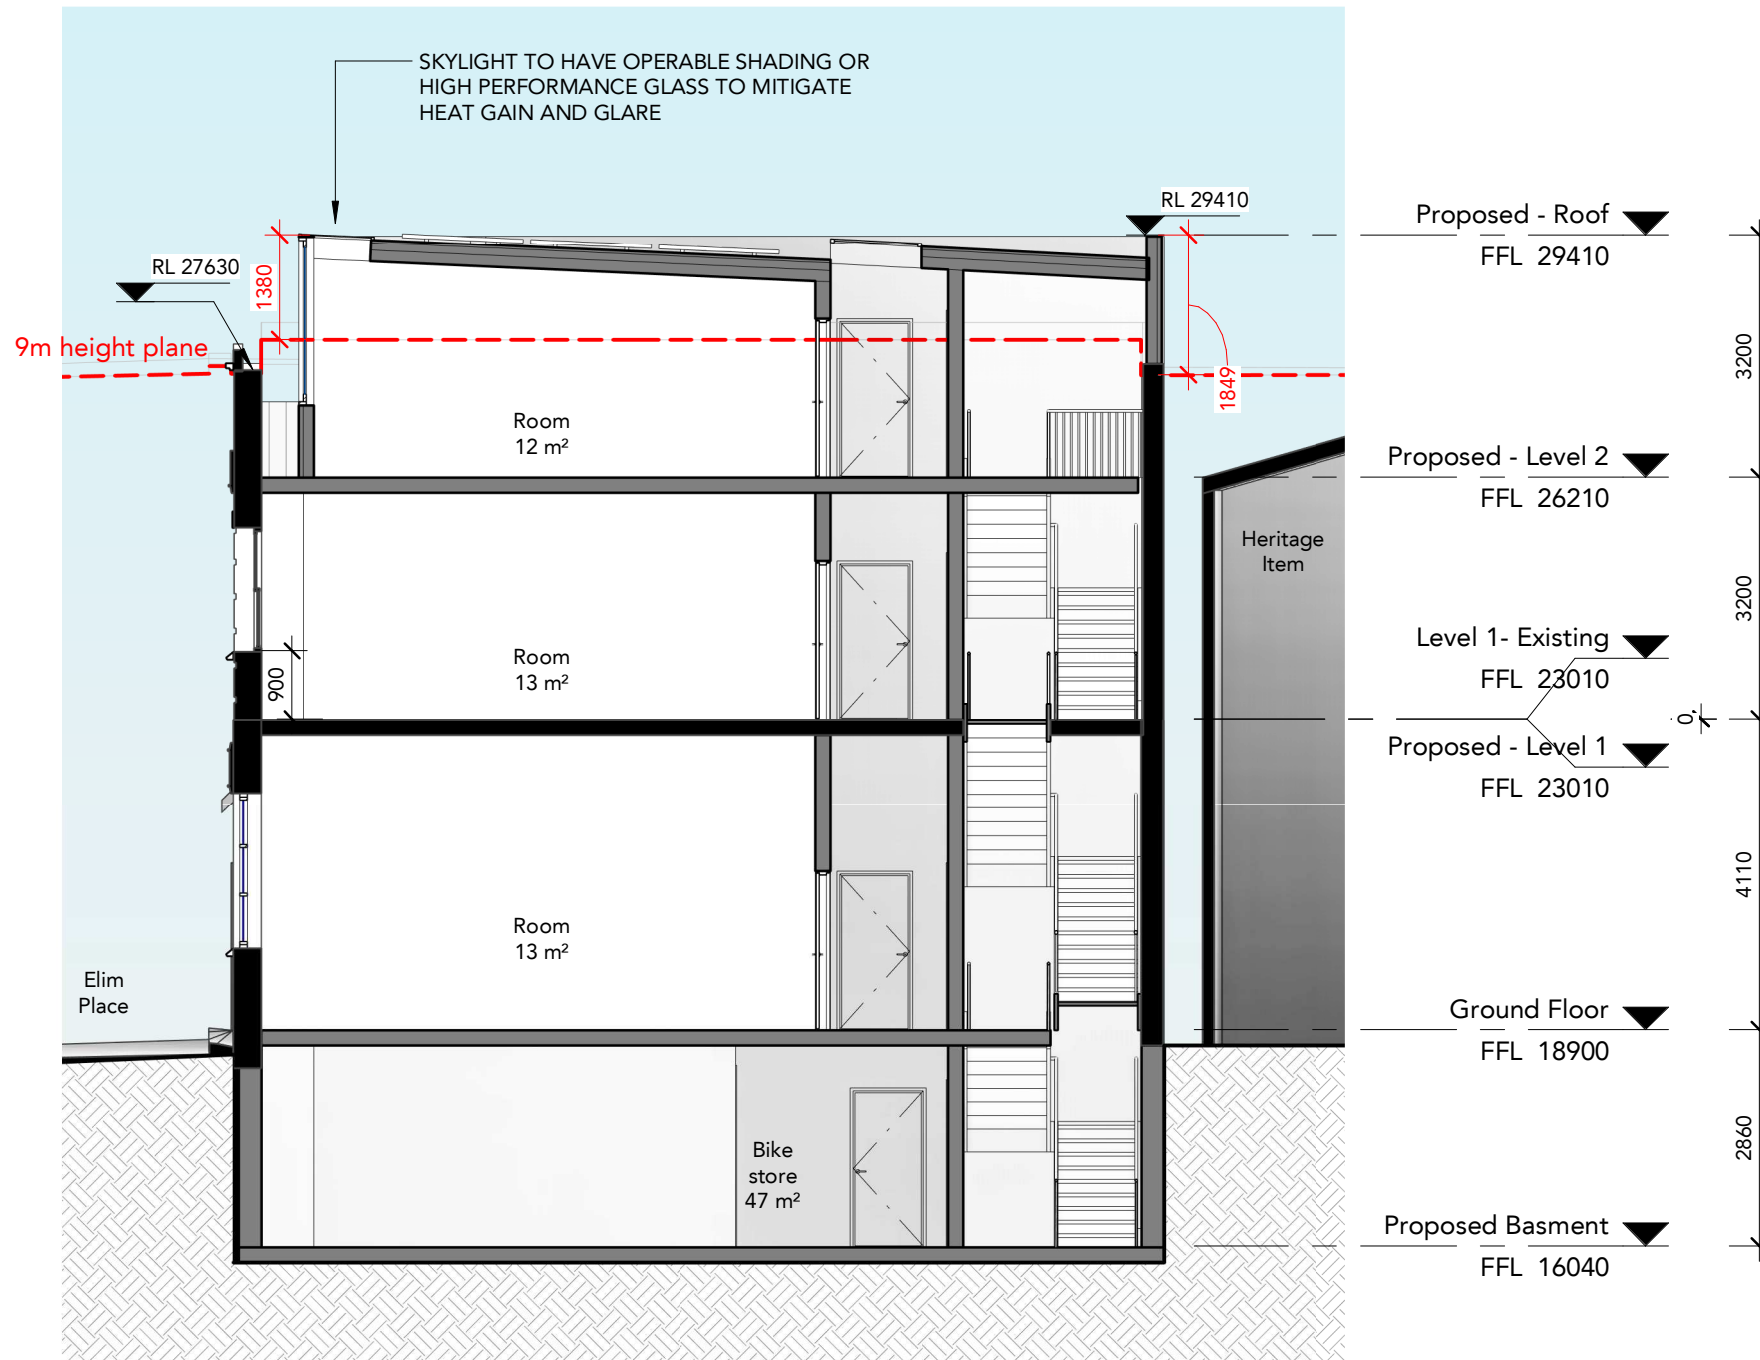 SKYLIGHT TO HAVE OPERABLE SHADING OR
HIGH PERFORMANCE GLASS TO MITIGATE
HEAT GAIN AND GLARE
RL 29410
Proposed - Roof
FFL 29410
RL 27630
1380
9m height plane
1849
3200
Room
12 m²
Proposed - Level 2
FFL 26210
Heritage
Item
3200
Level 1- Existing
FFL 23010
Room
13 m²
900
0
Proposed - Level 1
FFL 23010
4110
Room
13 m²
Elim
Place
Ground Floor
FFL 18900
2860
Bike
store
47 m²
Proposed Basment
FFL 16040